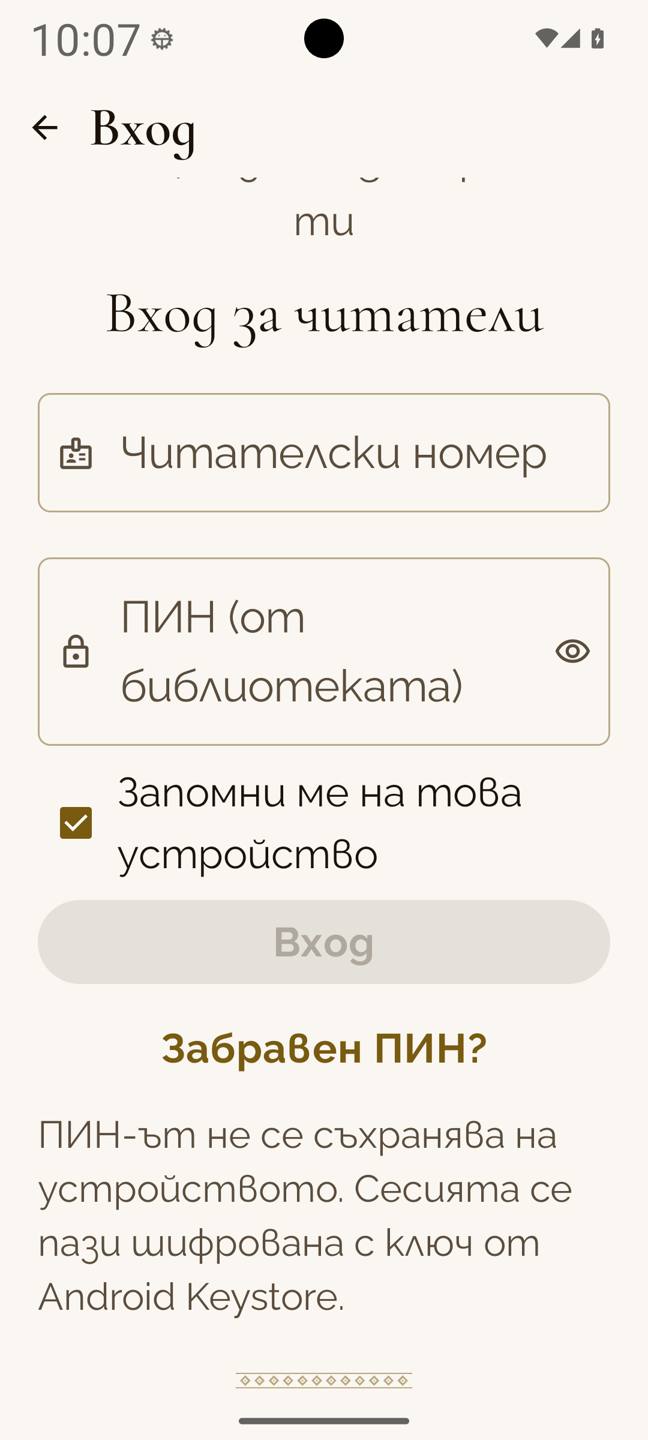 10:07
Вход
ти
Вход за читатели
Читателски номер
ПИН (от
библиотеката)
Запомни ме на това
устройство
Вход
Забравен ПИН?
ПИН-ът не се съхранява на
устройството. Сесията се
пази шифрована с ключ от
Android Keystore.